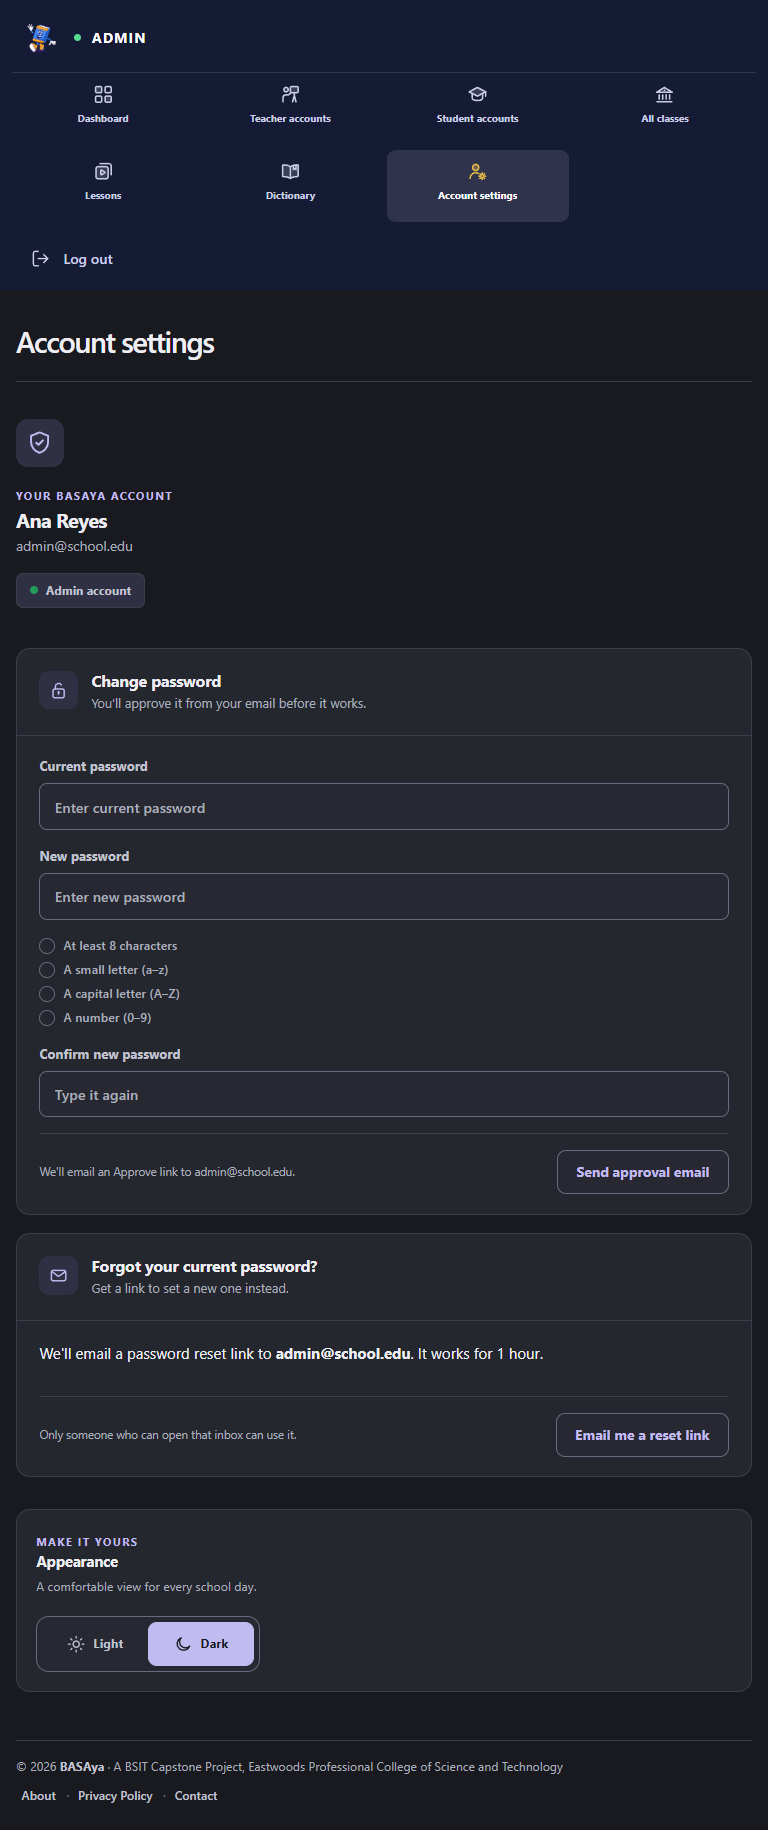 ADMIN
Dashboard
Teacher accounts
Student accounts
All classes
Lessons
Dictionary
Account settings
Log out
Account settings
YOUR BASAYA ACCOUNT
Ana Reyes
admin@school.edu
Admin account
Change password
You'll approve it from your email before it works.
Current password
Enter current password
New password
Enter new password
At least 8 characters
A small letter (a–z)
A capital letter (A–Z)
A number (0–9)
Confirm new password
Type it again
We'll email an Approve link to admin@school.edu.
Send approval email
Forgot your current password?
Get a link to set a new one instead.
We'll email a password reset link to admin@school.edu. It works for 1 hour.
Only someone who can open that inbox can use it.
Email me a reset link
MAKE IT YOURS
Appearance
A comfortable view for every school day.
Light
Dark
© 2026 BASAya · A BSIT Capstone Project, Eastwoods Professional College of Science and Technology
About · Privacy Policy · Contact